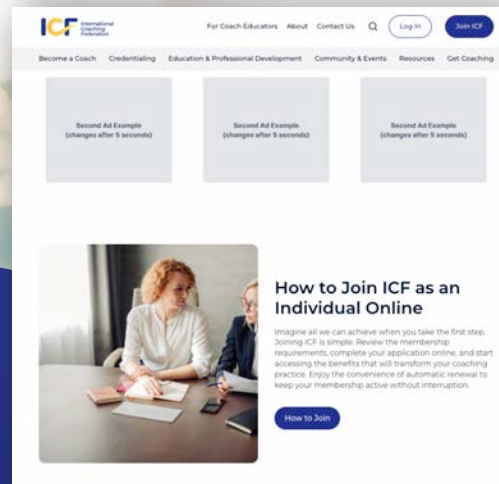 ICF International
Coaching
Federation
For Coach Educators About Contact Us Log In Join ICF
Become a Coach Credentialing Education & Professional Development Community & Events Resources Get Coaching
Second Ad Example
(changes after 5 seconds)
Second Ad Example
(changes after 5 seconds)
Second Ad Example
(changes after 5 seconds)
How to Join ICF as an
Individual Online
Imagine all we can achieve when you take the first step.
Joining ICF is simple. Review the membership
requirements, complete your application online, and start
accessing the benefits that will transform your coaching
practice. Enjoy the convenience of automatic renewal to
keep your membership active without interruption.
How to Join